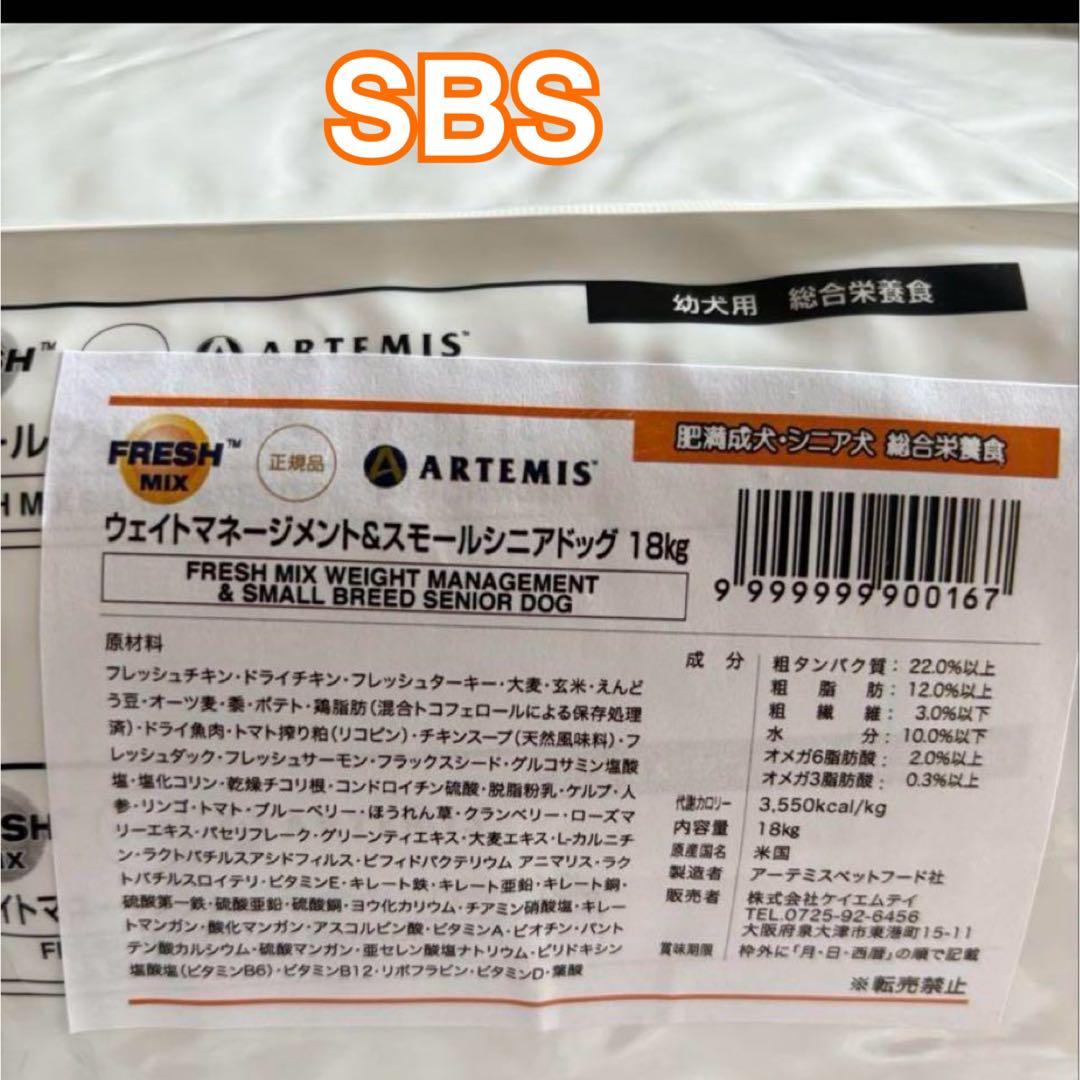 SBS
幼犬用 総合栄養食
ARTEMIS
FRESH™ MIX
正規品
ARTEMIS™
肥満成犬・シニア犬 総合栄養食
ウェイトマネージメント&スモールシニアドッグ 18kg
FRESH MIX WEIGHT MANAGEMENT
& SMALL BREED SENIOR DOG
9 999999 900167
原材料
フレッシュチキン・ドライチキン・フレッシュターキー・大麦・玄米・えんど
う豆・オーツ麦・黍・ポテト・鶏脂肪(混合トコフェロールによる保存処理
済)・ドライ魚肉・トマト搾り粕(リコピン)・チキンスープ(天然風味料)・フ
レッシュダック・フレッシュサーモン・フラックスシード・グルコサミン塩酸
塩・塩化コリン・乾燥チコリ根・コンドロイチン硫酸・脱脂粉乳・ケルプ・人
参・リンゴ・トマト・ブルーベリー・ほうれん草・クランベリー・ローズマ
リーエキス・パセリフレーク・グリーンティエキス・大麦エキス・L-カルニチ
ン・ラクトバチルスアシドフィルス・ビフィドバクテリウム アニマリス・ラク
トバチルスロイテリ・ビタミンE・キレート鉄・キレート亜鉛・キレート銅・
硫酸第一鉄・硫酸亜鉛・硫酸銅・ヨウ化カリウム・チアミン硝酸塩・キレー
トマンガン・酸化マンガン・アスコルビン酸・ビタミンA・ビオチン・パント
テン酸カルシウム・硫酸マンガン・亜セレン酸塩ナトリウム・ピリドキシン
塩酸塩(ビタミンB6)・ビタミンB12・リボフラビン・ビタミンD・葉酸
成 分 粗タンパク質: 22.0%以上
粗 脂 肪: 12.0%以上
粗 繊 維: 3.0%以下
水 分: 10.0%以下
オメガ6脂肪酸: 2.0%以上
オメガ3脂肪酸: 0.3%以上
代謝カロリー 3,550kcal/kg
内容量 18kg
原産国名 米国
製造者 アーテミスペットフード社
販売者 株式会社ケイエムテイ
TEL.0725-92-6456
大阪府泉大津市東港町15-11
賞味期限 枠外に「月・日・西暦」の順で記載
※転売禁止